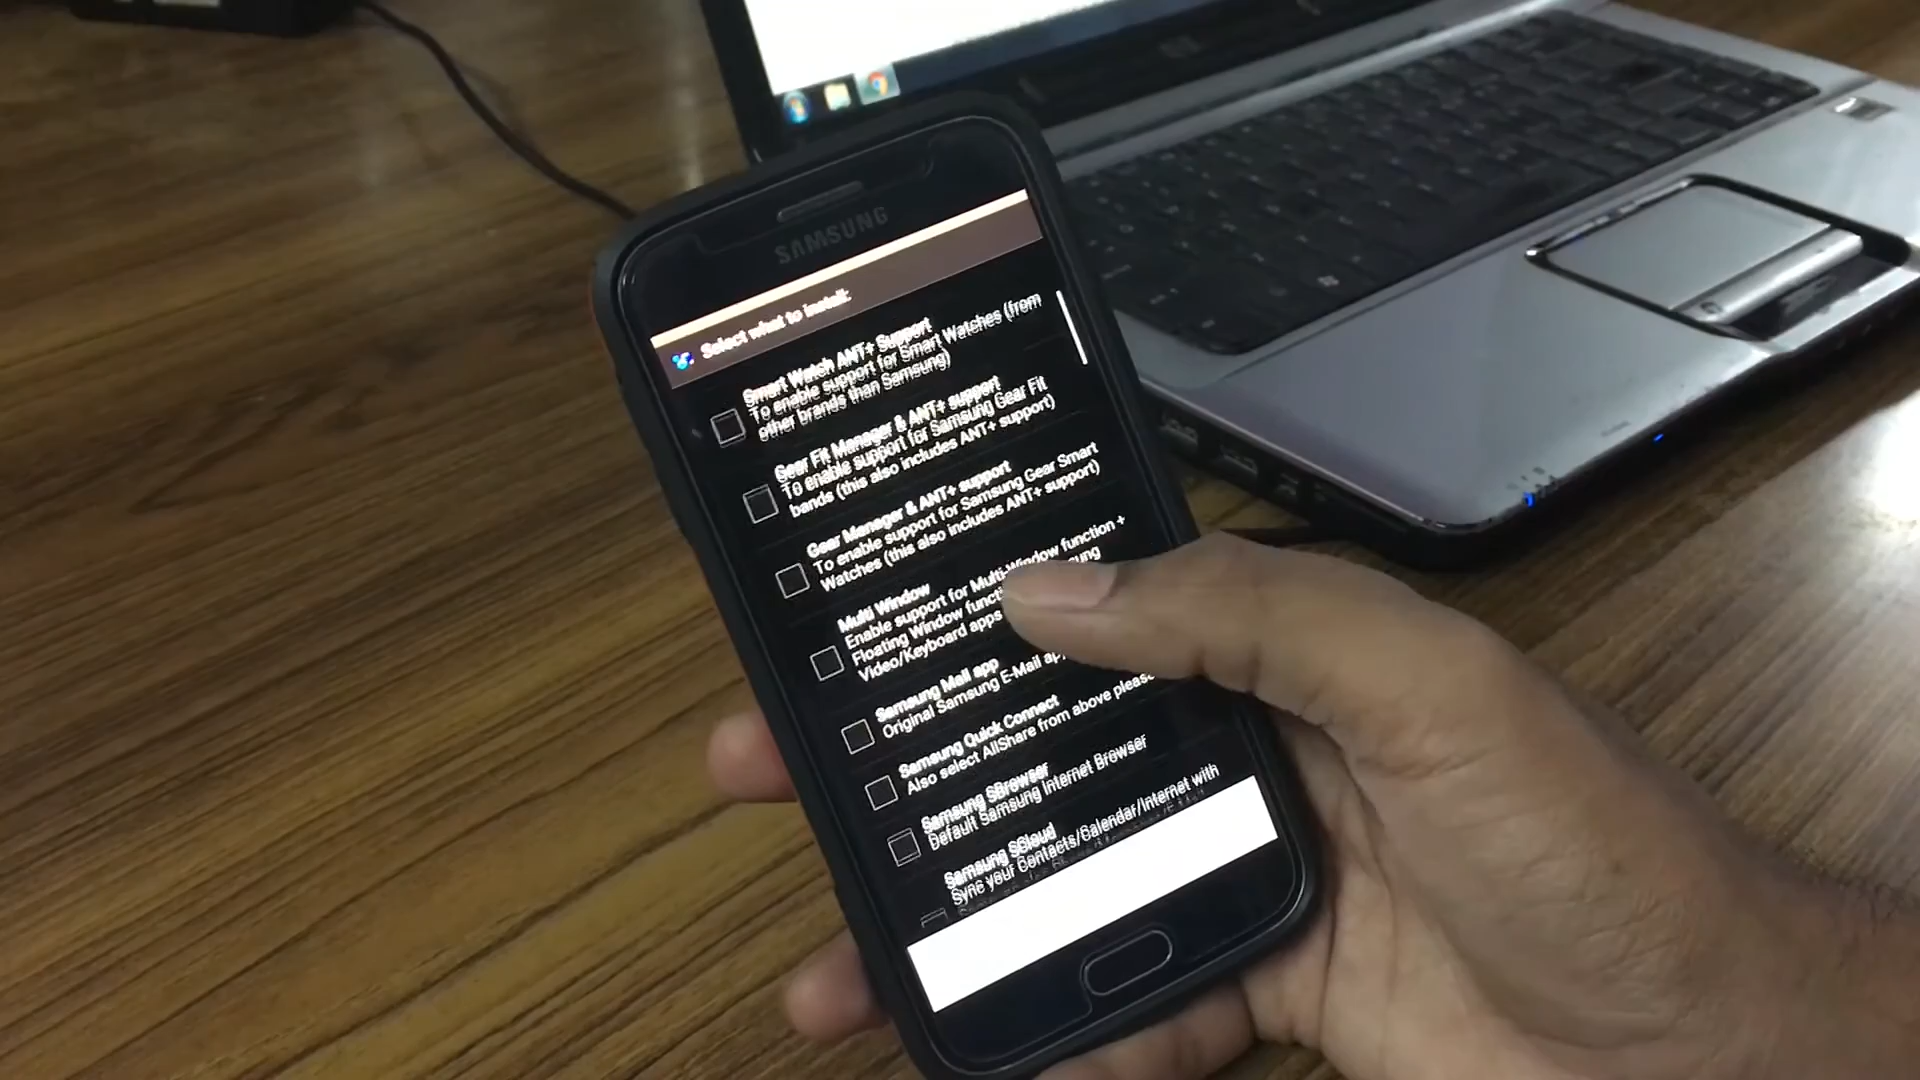 SAMSUNG
Select what to install:
Smart Watch ANT+ Support
To enable support for Smart Watches (from
other brands than Samsung)
Gear Fit Manager & ANT+ support
To enable support for Samsung Gear Fit
bands (this also includes ANT+ support)
Gear Manager & ANT+ support
To enable support for Samsung Gear Smart
Watches (this also includes ANT+ support)
Multi Window
Enable support for Multi-Window function +
Floating Window
Video/Keyboard apps
Samsung Mail app
Original Samsung E-Mail
Samsung Quick Connect
Also select AllShare from above please
Samsung SBrowser
Default Samsung Internet Browser
Samsung SCloud
Sync your Contacts/Calendar/Internet with